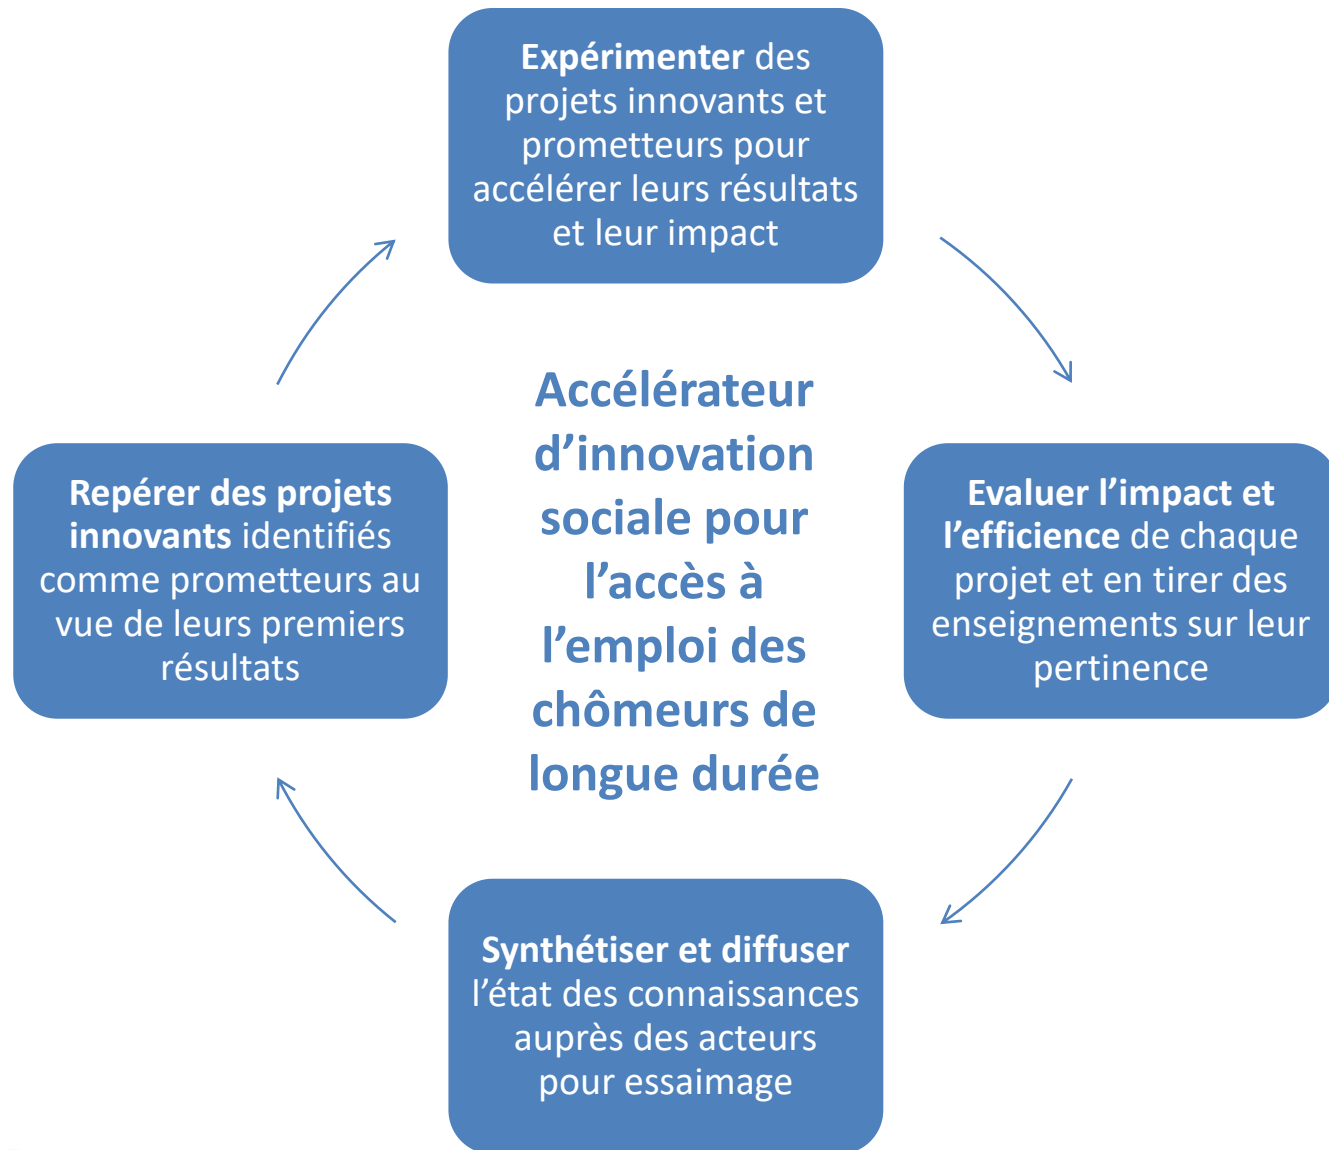 Expérimenter des
projets innovants et
prometteurs pour
accélérer leurs résultats
et leur impact
Accélérateur
d’innovation
sociale pour
l’accès à
l’emploi des
chômeurs de
longue durée
Repérer des projets
innovants identifiés
comme prometteurs au
vue de leurs premiers
résultats
Evaluer l’impact et
l’efficience de chaque
projet et en tirer des
enseignements sur leur
pertinence
Synthétiser et diffuser
l’état des connaissances
auprès des acteurs
pour essaimage